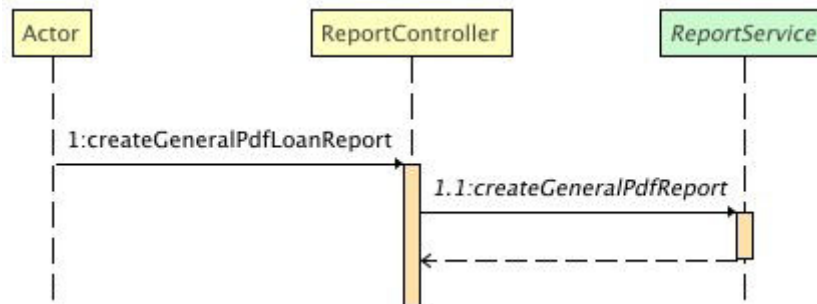 Actor
ReportController
ReportService
1:createGeneralPdfLoanReport
1.1:createGeneralPdfReport